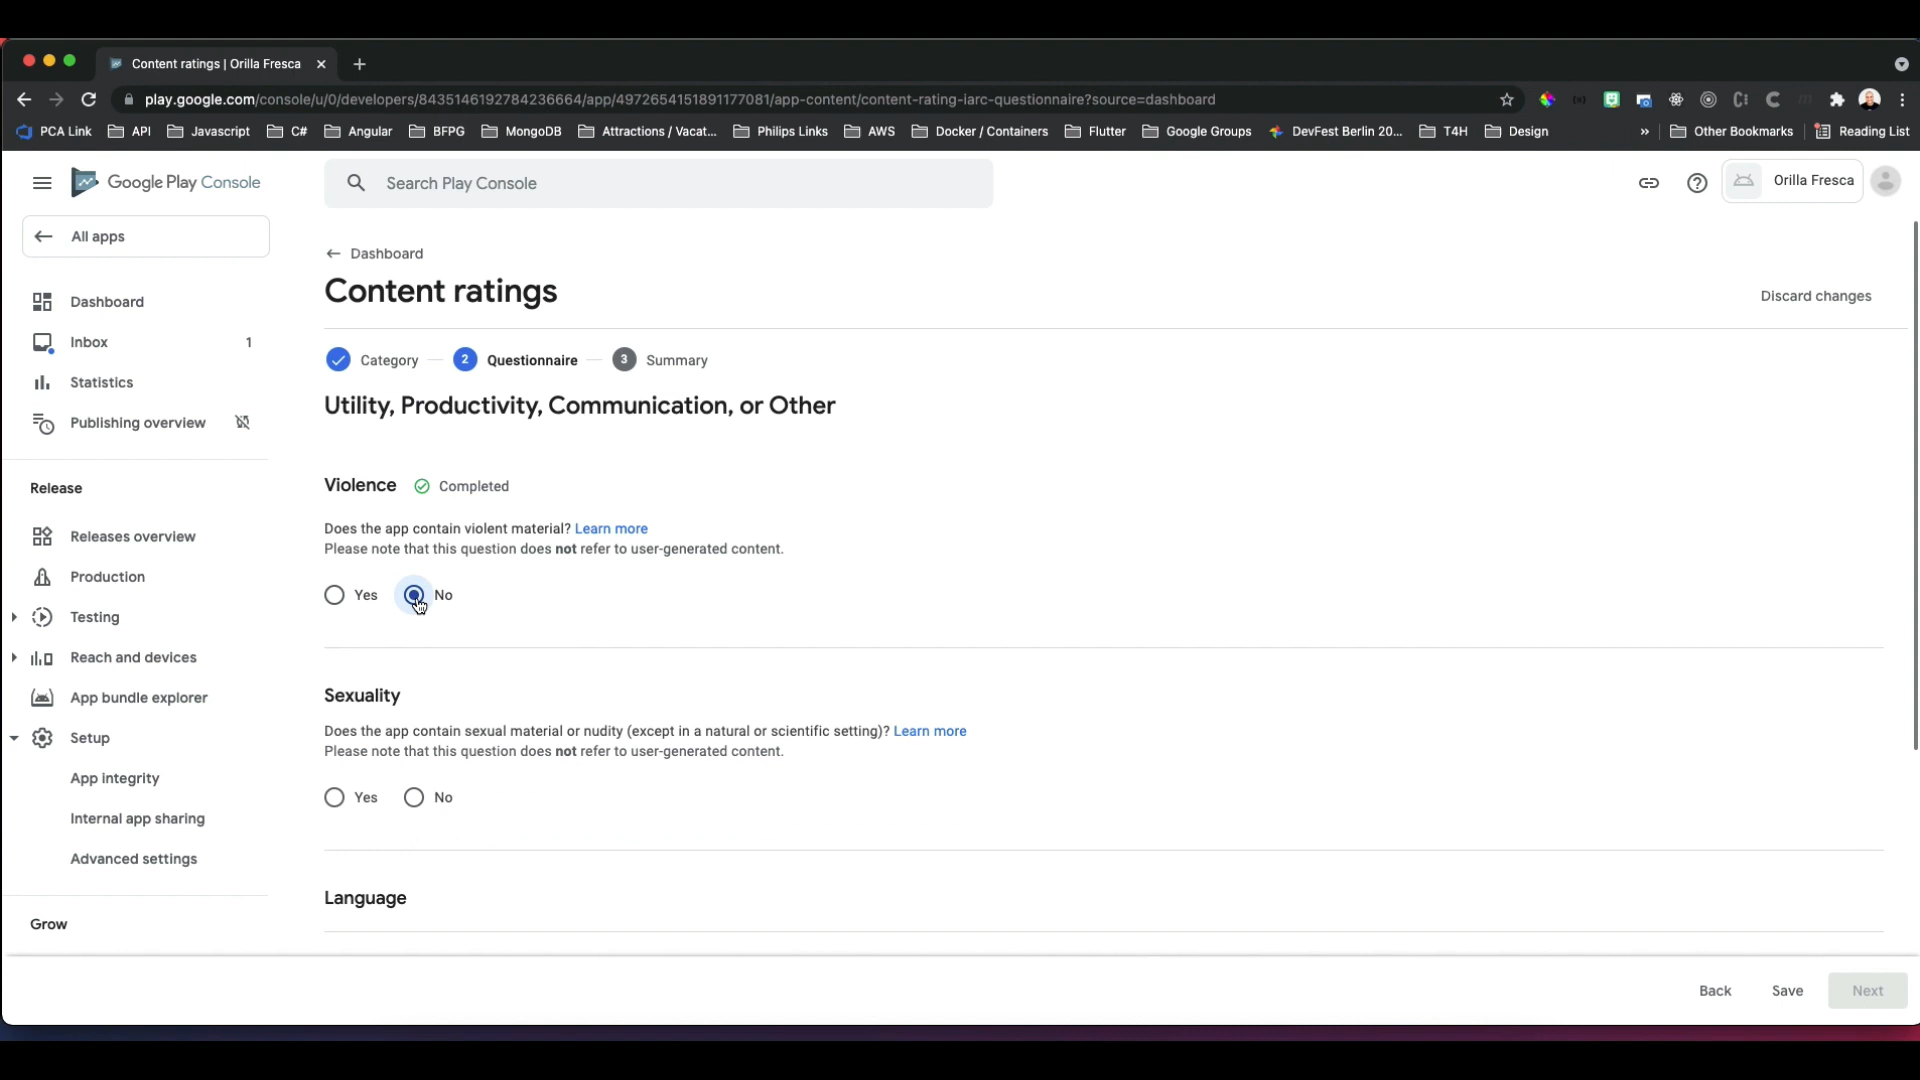 Content ratings | Orilla Fresca
play.google.com/console/u/0/developers/8435146192784236664/app/4972654151891177081/app-content/content-rating-iarc-questionnaire?source=dashboard
PCA Link API Javascript C# Angular BFPG MongoDB Attractions / Vacat... Philips Links AWS Docker / Containers Flutter Google Groups DevFest Berlin 20... T4H Design » Other Bookmarks Reading List
Google Play Console
Search Play Console
Orilla Fresca
All apps
Dashboard
Inbox 1
Statistics
Publishing overview
Release
Releases overview
Production
Testing
Reach and devices
App bundle explorer
Setup
App integrity
Internal app sharing
Advanced settings
Grow
Dashboard
Content ratings
Discard changes
Category 2 Questionnaire 3 Summary
Utility, Productivity, Communication, or Other
Violence Completed
Does the app contain violent material? Learn more
Please note that this question does not refer to user-generated content.
Yes No
Sexuality
Does the app contain sexual material or nudity (except in a natural or scientific setting)? Learn more
Please note that this question does not refer to user-generated content.
Yes No
Language
Back Save Next